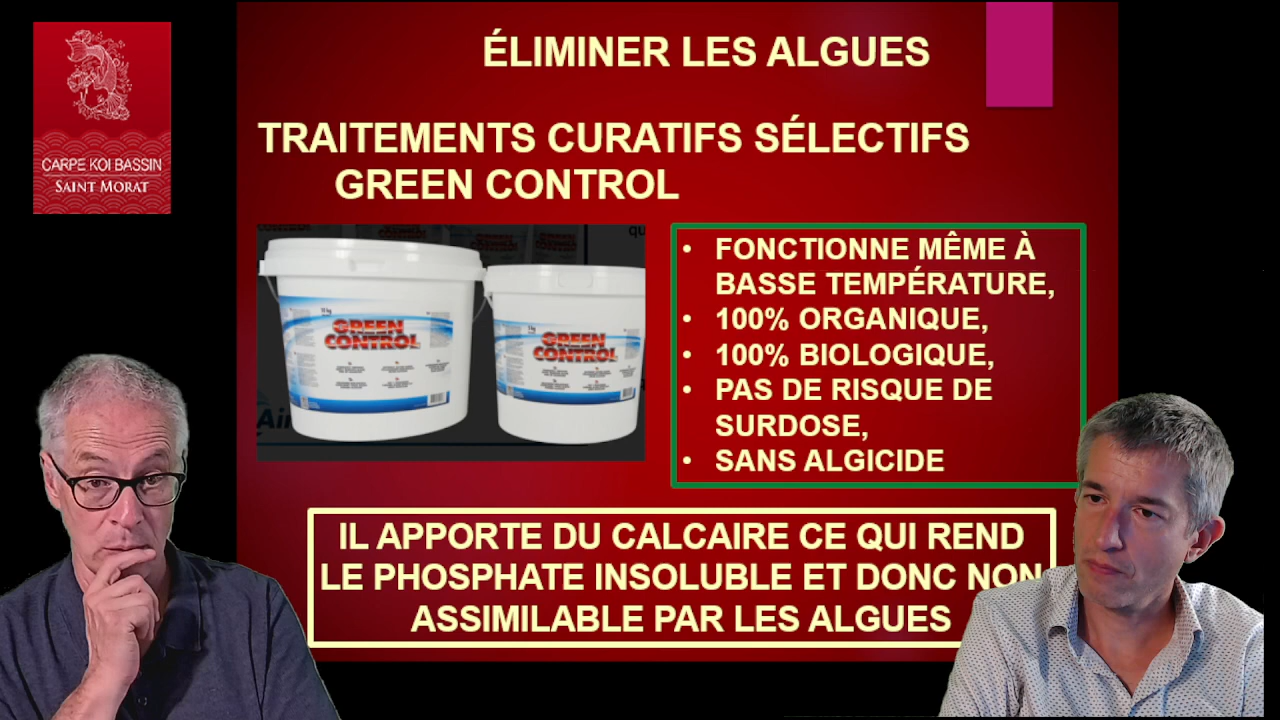 ÉLIMINER LES ALGUES
TRAITEMENTS CURATIFS SÉLECTIFS
GREEN CONTROL
CARPE KOI BASSIN
SAINT MORAT
qu
GREEN
CONTROL
GREEN
CONTROL
Air
• FONCTIONNE MÊME À
BASSE TEMPÉRATURE,
• 100% ORGANIQUE,
• 100% BIOLOGIQUE,
• PAS DE RISQUE DE
SURDOSE,
• SANS ALGICIDE
IL APPORTE DU CALCAIRE CE QUI REND
LE PHOSPHATE INSOLUBLE ET DONC NON
ASSIMILABLE PAR LES ALGUES